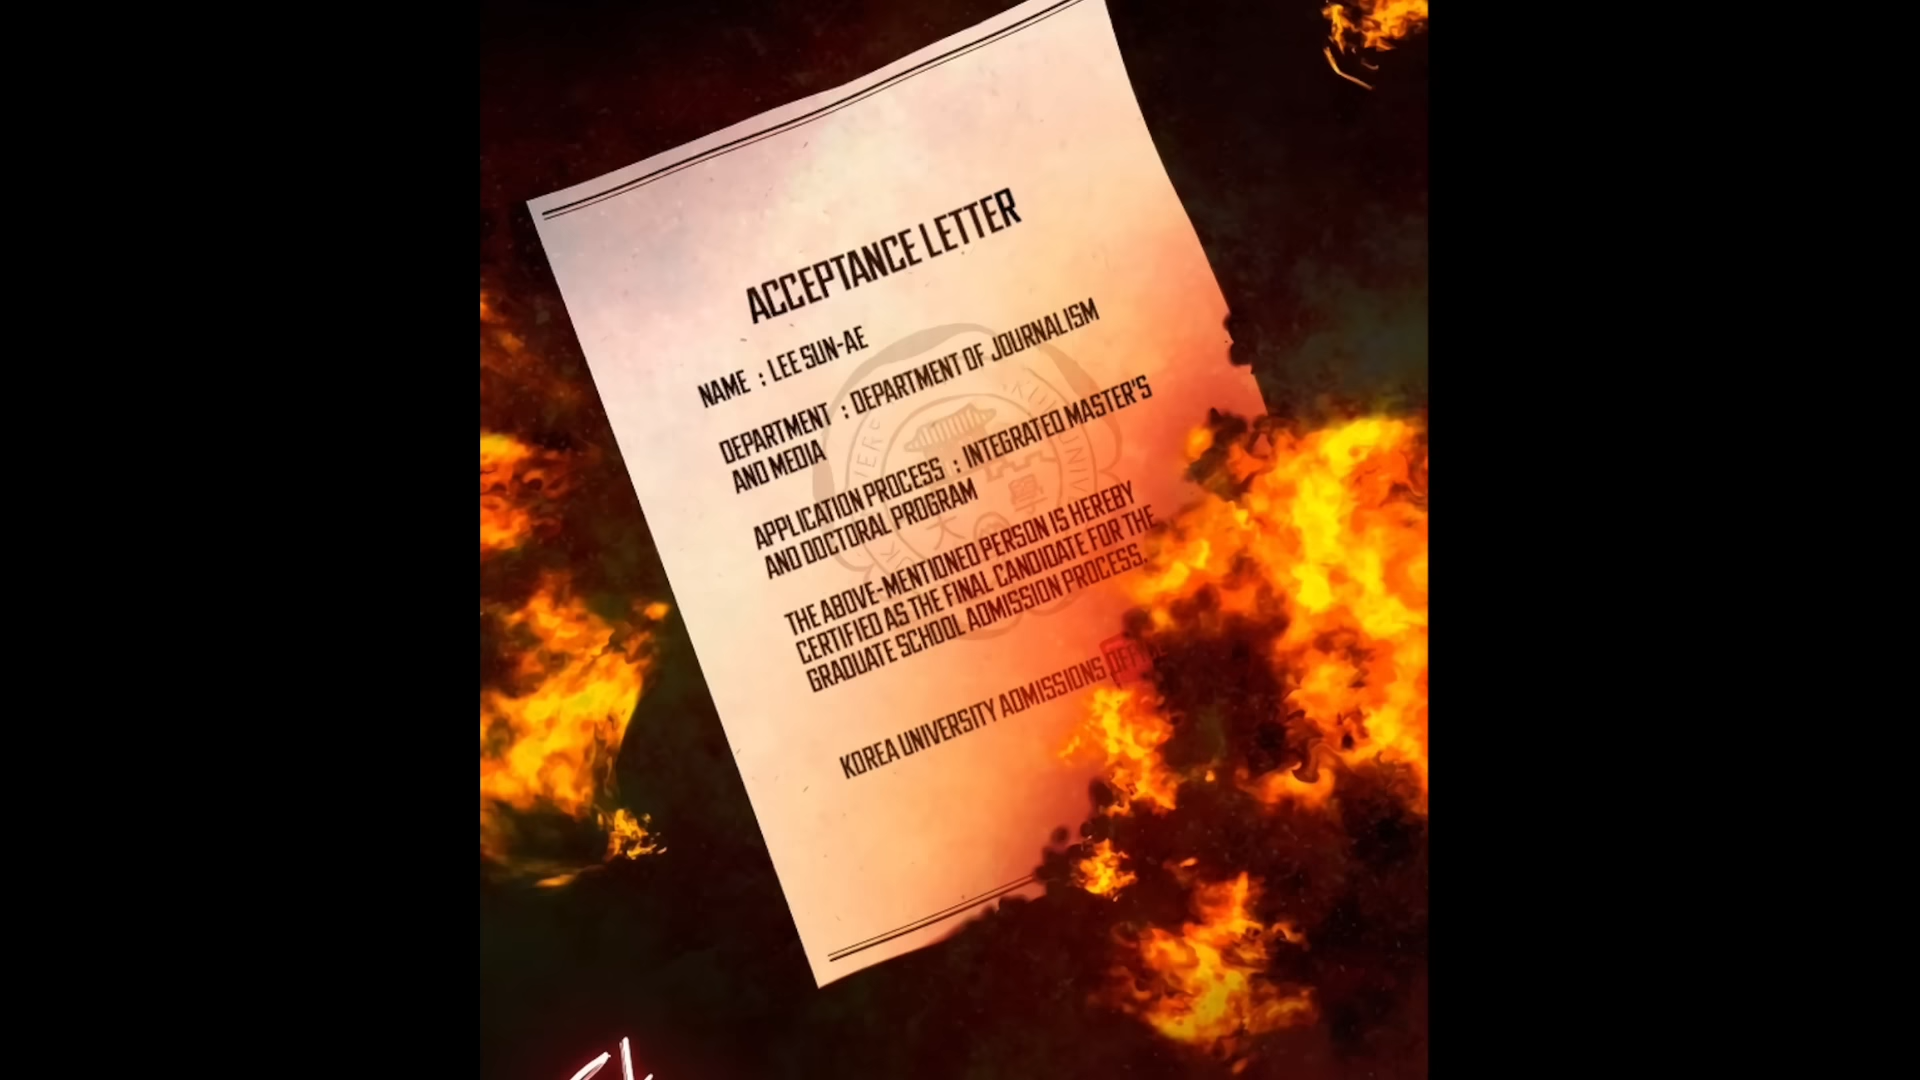 ACCEPTANCE LETTER
NAME : LEE SUN-AE
DEPARTMENT : DEPARTMENT OF JOURNALISM
AND MEDIA
APPLICATION PROCESS : INTEGRATED MASTER'S
AND DOCTORAL PROGRAM
THE ABOVE-MENTIONED PERSON IS HEREBY
CERTIFIED AS THE FINAL CANDIDATE FOR THE
GRADUATE SCHOOL ADMISSION PROCESS.
KOREA UNIVERSITY ADMISSIONS